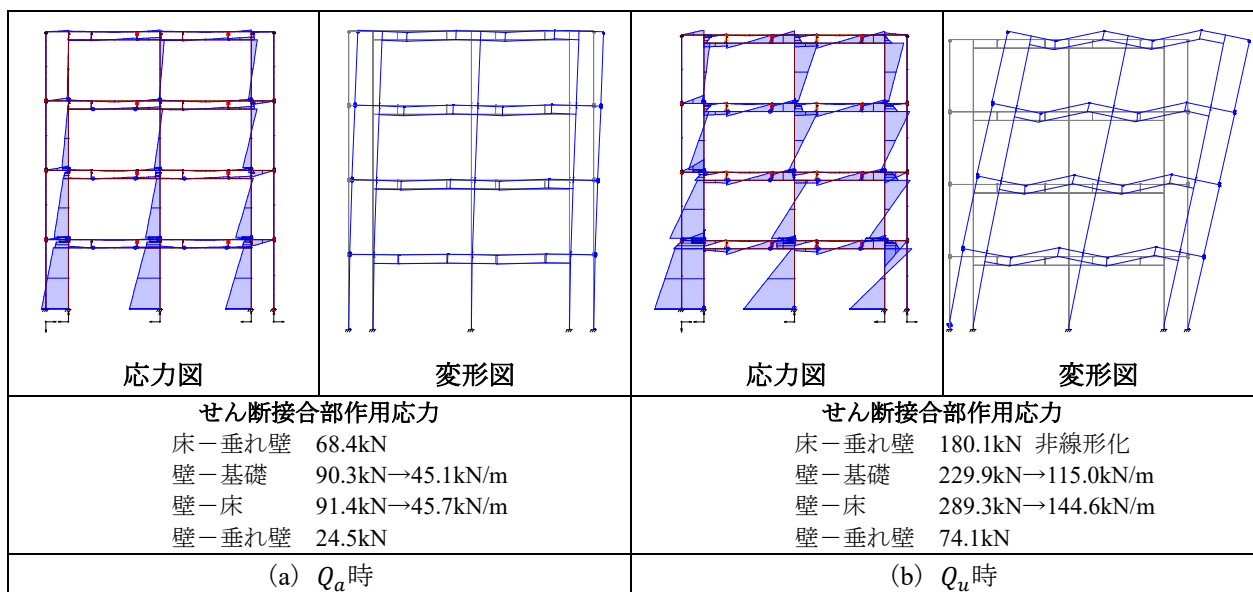 応力図
変形図
応力図
変形図
せん断接合部作用応力
床－垂れ壁 68.4kN
壁－基礎 90.3kN→45.1kN/m
壁－床 91.4kN→45.7kN/m
壁－垂れ壁 24.5kN
せん断接合部作用応力
床－垂れ壁 180.1kN 非線形化
壁－基礎 229.9kN→115.0kN/m
壁－床 289.3kN→144.6kN/m
壁－垂れ壁 74.1kN
(a) Qa時
(b) Qu時